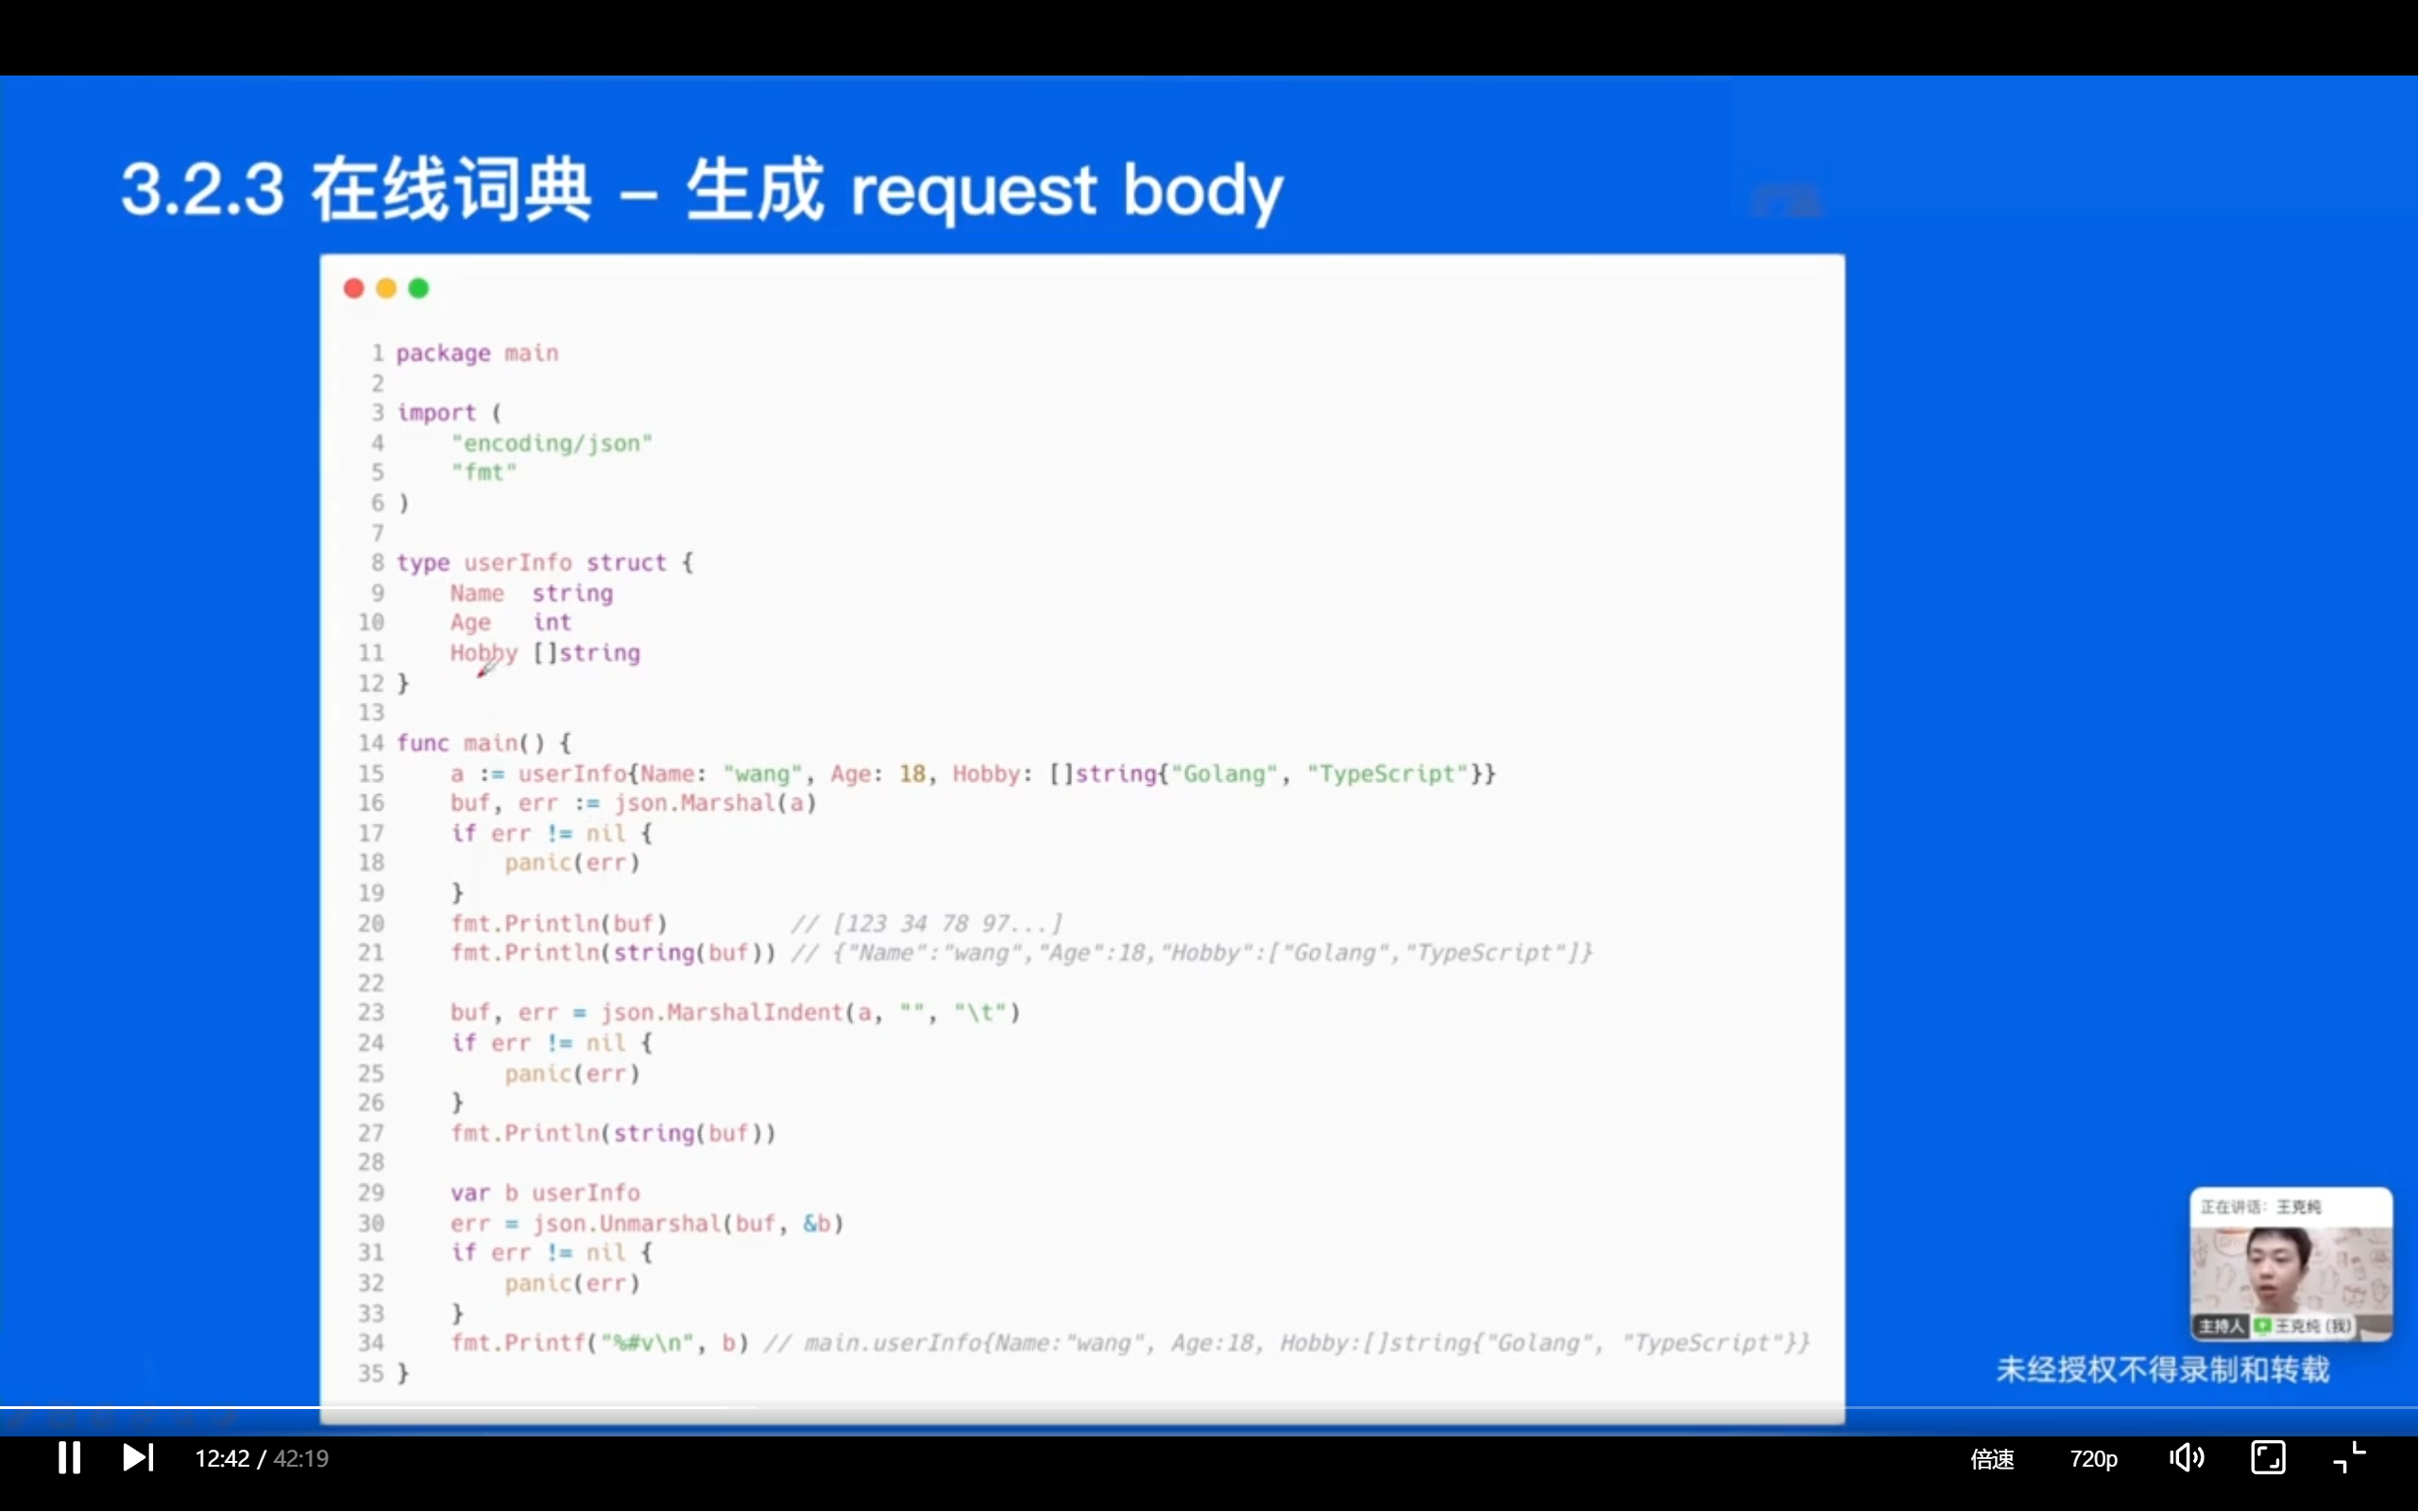 3.2.3 在线词典 – 生成 request body
1 package main
2
3 import (
4     "encoding/json"
5     "fmt"
6 )
7
8 type userInfo struct {
9     Name  string
10     Age   int
11     Hobby []string
12 }
13
14 func main() {
15     a := userInfo{Name: "wang", Age: 18, Hobby: []string{"Golang", "TypeScript"}}
16     buf, err := json.Marshal(a)
17     if err != nil {
18         panic(err)
19     }
20     fmt.Println(buf)         // [123 34 78 97...]
21     fmt.Println(string(buf)) // {"Name":"wang","Age":18,"Hobby":["Golang","TypeScript"]}
22
23     buf, err = json.MarshalIndent(a, "", "\t")
24     if err != nil {
25         panic(err)
26     }
27     fmt.Println(string(buf))
28
29     var b userInfo
30     err = json.Unmarshal(buf, &b)
31     if err != nil {
32         panic(err)
33     }
34     fmt.Printf("%#v\n", b) // main.userInfo{Name:"wang", Age:18, Hobby:[]string{"Golang", "TypeScript"}}
35 }
正在讲话: 王克纯
主持人 王克纯 (我)
未经授权不得录制和转载
12:42 / 42:19
倍速 720p